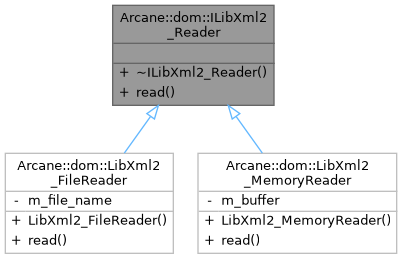 Arcane::dom::ILibXml2
_Reader
+ ~ILibXml2_Reader()
+ read()
Arcane::dom::LibXml2
_FileReader
- m_file_name
+ LibXml2_FileReader()
+ read()
Arcane::dom::LibXml2
_MemoryReader
- m_buffer
+ LibXml2_MemoryReader()
+ read()